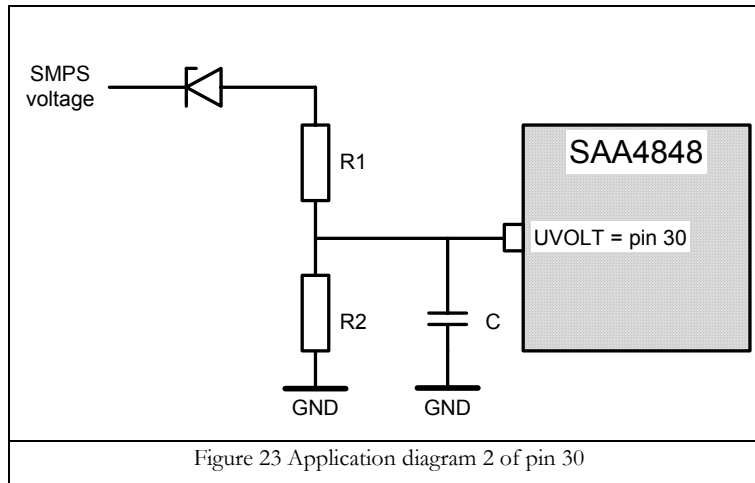 SMPS
voltage
R1
SAA4848
UVOLT = pin 30
R2
C
GND
GND
Figure 23 Application diagram 2 of pin 30